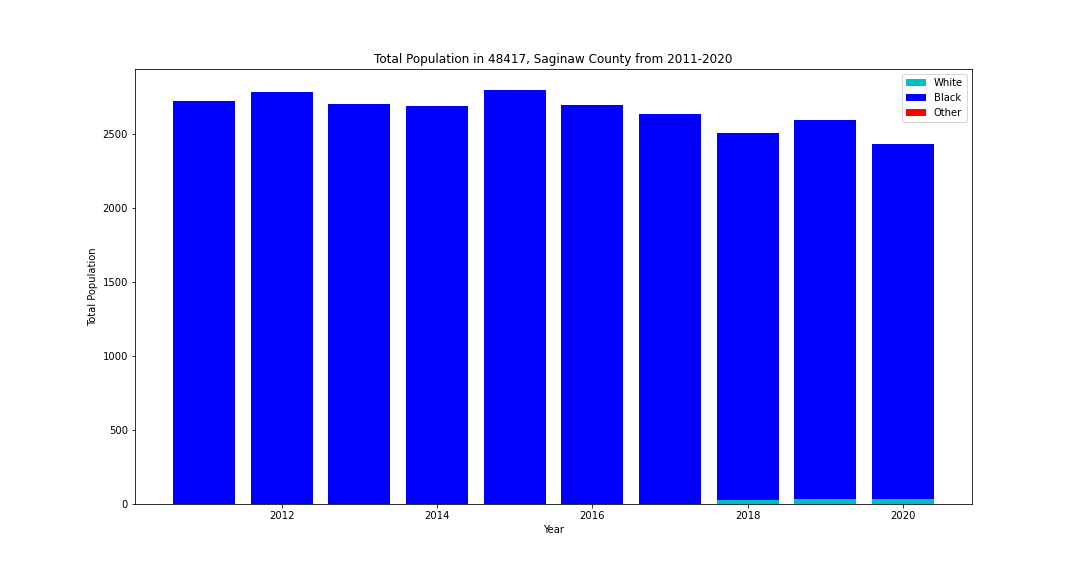 Total Population in 48417, Saginaw County from 2011-2020
White
Black
Other
Total Population
2500
2000
1500
1000
500
0
2012
2014
2016
2018
2020
Year